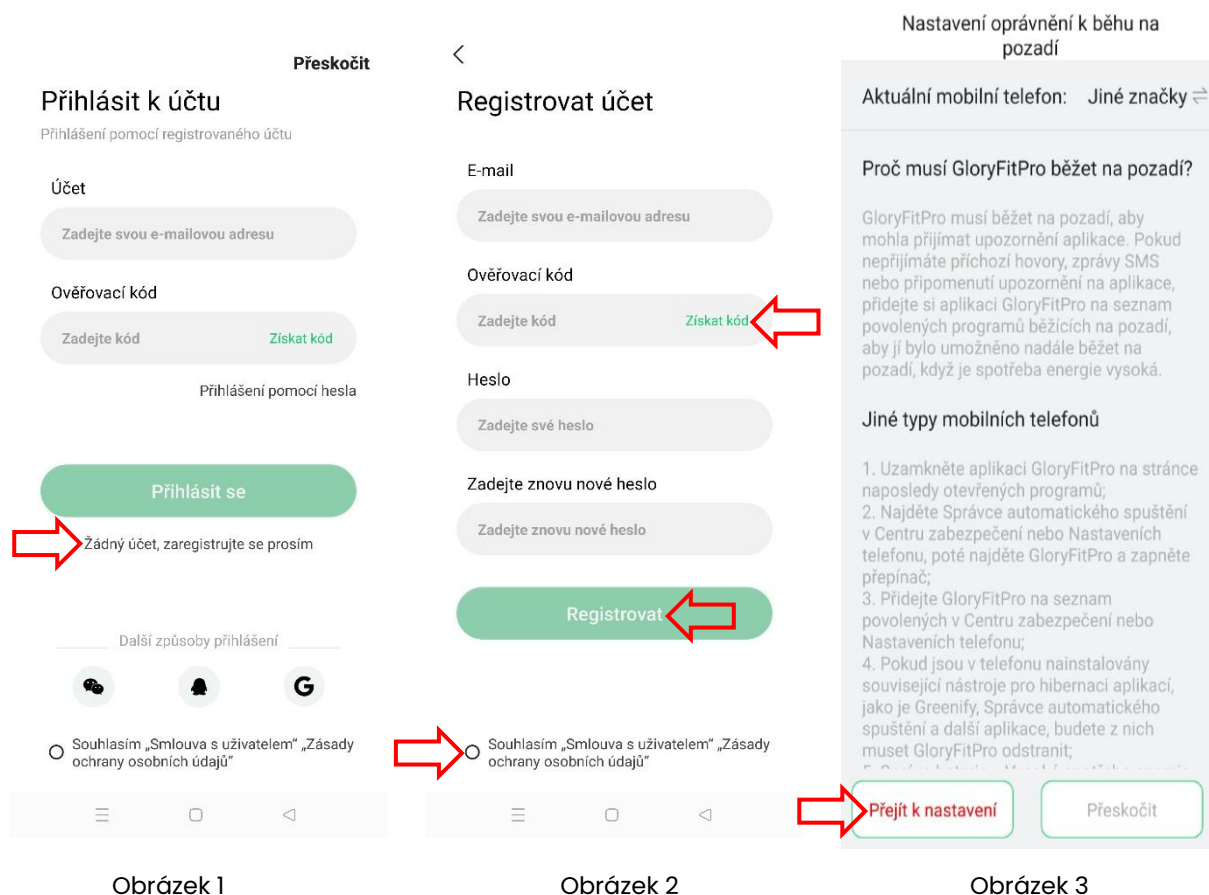 Přeskočit
Přihlásit k účtu
Přihlášení pomocí registrovaného účtu
Účet
Zadejte svou e-mailovou adresu
Ověřovací kód
Zadejte kód
Získat kód
Přihlášení pomocí hesla
Přihlásit se
Žádný účet, zaregistrujte se prosím
Další způsoby přihlášení
G
Souhlasím „Smlouva s uživatelem“ „Zásady
ochrany osobních údajů“
Obrázek 1
Registrovat účet
E-mail
Zadejte svou e-mailovou adresu
Ověřovací kód
Zadejte kód
Získat kód
Heslo
Zadejte své heslo
Zadejte znovu nové heslo
Zadejte znovu nové heslo
Registrovat
Souhlasím „Smlouva s uživatelem“ „Zásady
ochrany osobních údajů“
Obrázek 2
Nastavení oprávnění k běhu na
pozadí
Aktuální mobilní telefon: Jiné značky
Proč musí GloryFitPro běžet na pozadí?
GloryFitPro musí běžet na pozadí, aby
mohla přijímat upozornění aplikace. Pokud
nepřijímáte příchozí hovory, zprávy SMS
nebo připomenutí upozornění na aplikace,
přidejte si aplikaci GloryFitPro na seznam
povolených programů běžících na pozadí,
aby jí bylo umožněno nadále běžet na
pozadí, když je spotřeba energie vysoká.
Jiné typy mobilních telefonů
1. Uzamkněte aplikaci GloryFitPro na stránce
naposledy otevřených programů;
2. Najděte Správce automatického spuštění
v Centru zabezpečení nebo Nastaveních
telefonu, poté najděte GloryFitPro a zapněte
přepínač;
3. Přidejte GloryFitPro na seznam
povolených v Centru zabezpečení nebo
Nastaveních telefonu;
4. Pokud jsou v telefonu nainstalovány
související nástroje pro hibernaci aplikací,
jako je Greenify, Správce automatického
spuštění a další aplikace, budete z nich
muset GloryFitPro odstranit;
Přejít k nastavení
Přeskočit
Obrázek 3